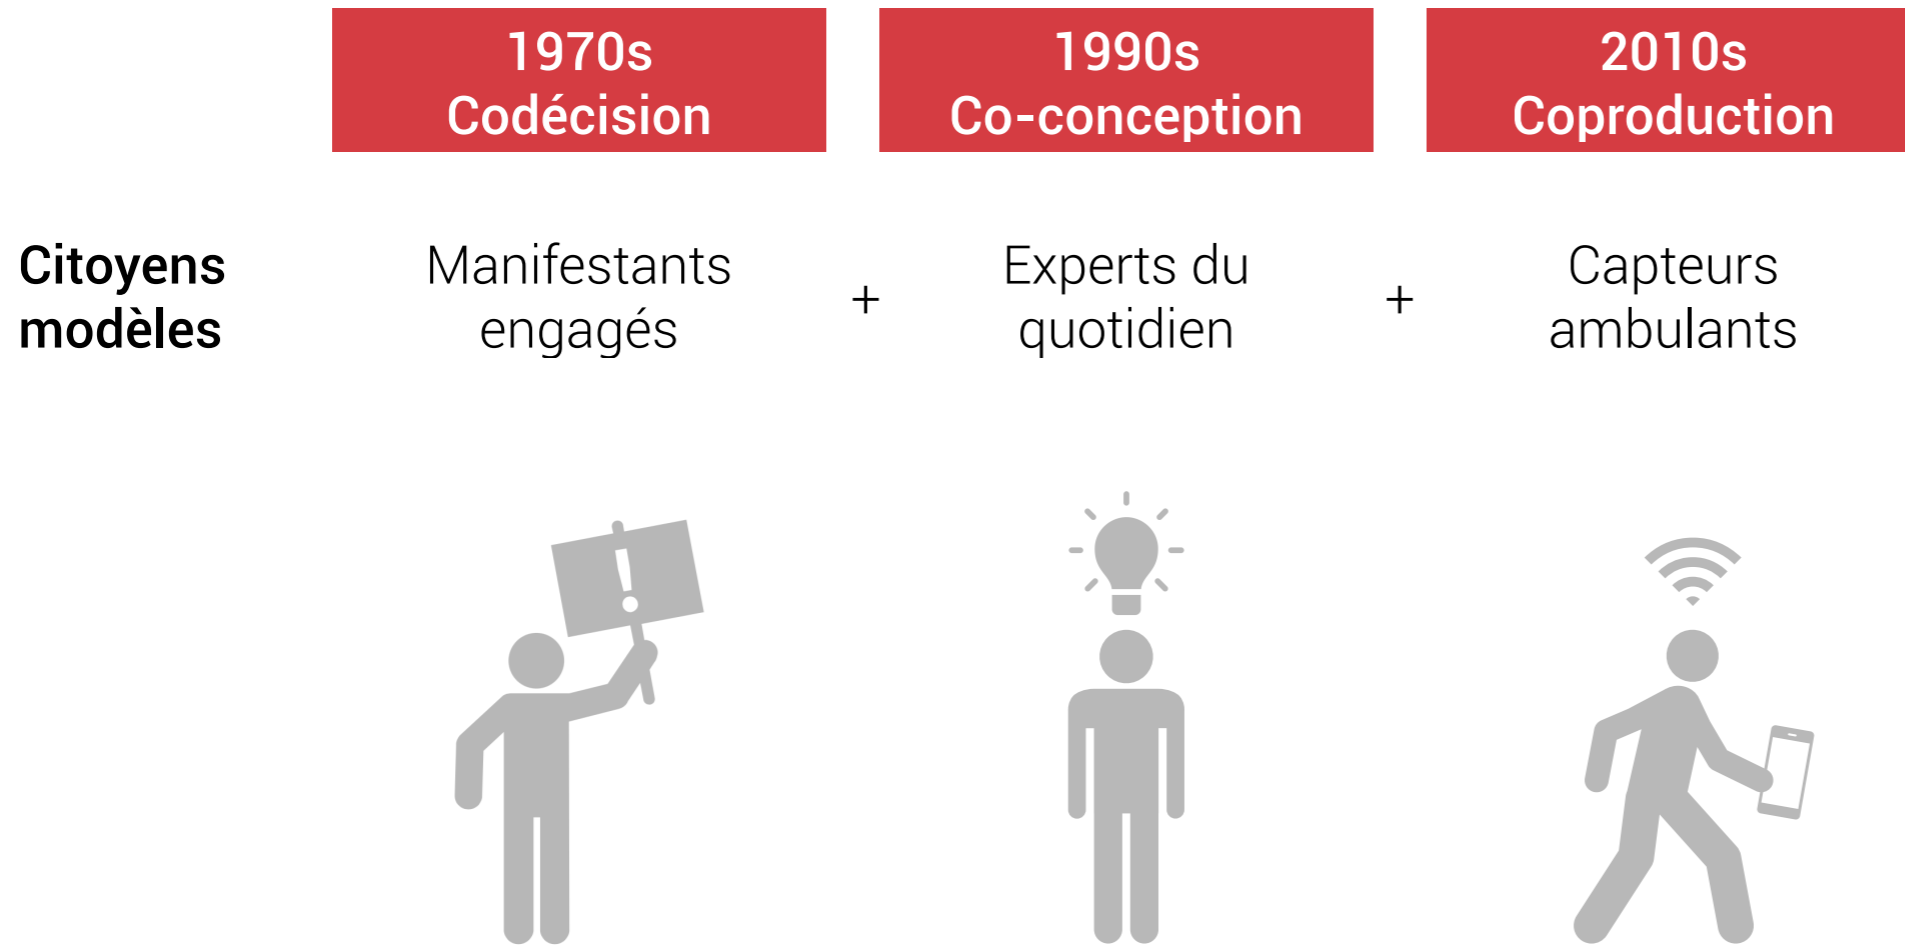 1970s
Codécision
1990s
Co-conception
2010s
Coproduction
Citoyens
modèles
Manifestants
engagés
+
Experts du
quotidien
+
Capteurs
ambulants
!